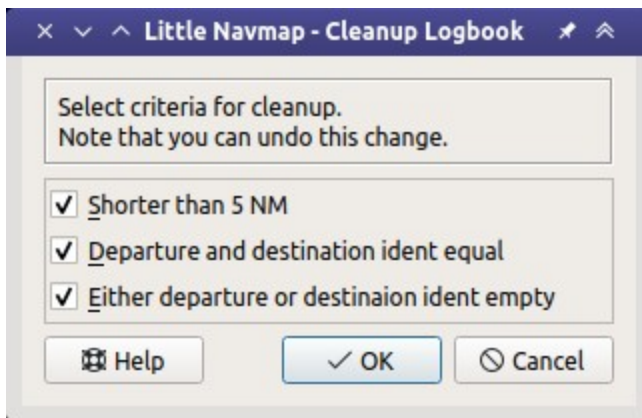 Little Navmap - Cleanup Logbook
Select criteria for cleanup.
Note that you can undo this change.
Shorter than 5 NM
Departure and destination ident equal
Either departure or destinaion ident empty
Help
OK
Cancel